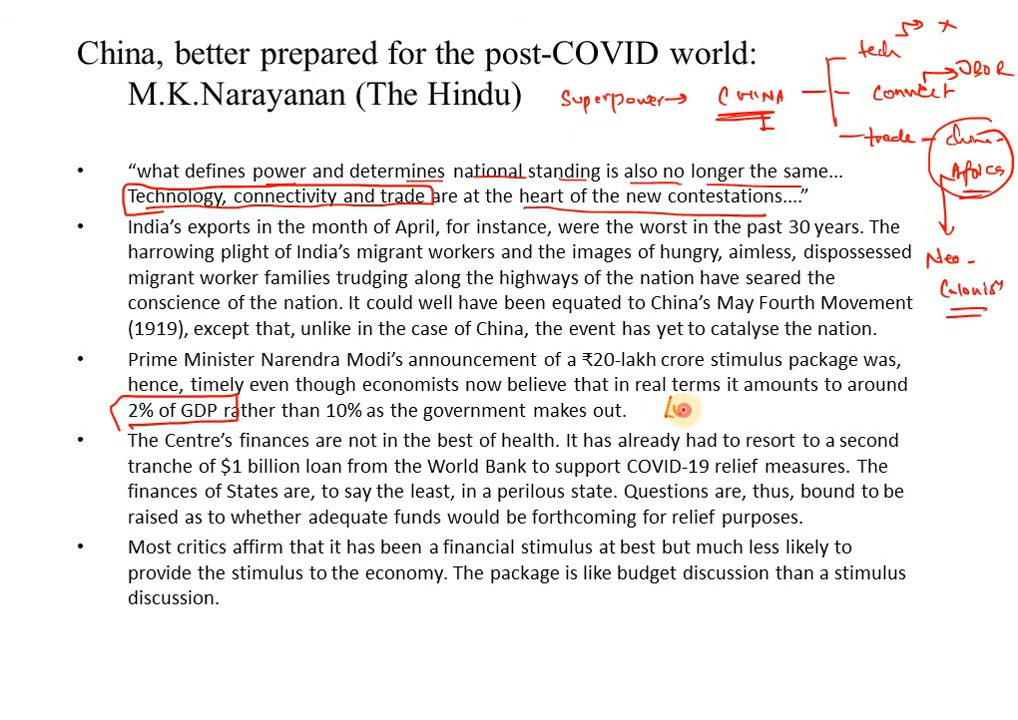 China, better prepared for the post-COVID world:
M.K.Narayanan (The Hindu)
Superpower → CHINA
tech
5G → x
Connect
→ OBOR
trade - China -
Africa
Neo -
"what defines power and determines national standing is also no longer the same...
Technology, connectivity and trade are at the heart of the new contestations...."
• India's exports in the month of April, for instance, were the worst in the past 30 years. The
harrowing plight of India's migrant workers and the images of hungry, aimless, dispossessed
migrant worker families trudging along the highways of the nation have seared the
conscience of the nation. It could well have been equated to China's May Fourth Movement
(1919), except that, unlike in the case of China, the event has yet to catalyse the nation.
• Prime Minister Narendra Modi's announcement of a ₹20-lakh crore stimulus package was,
hence, timely even though economists now believe that in real terms it amounts to around
2% of GDP rather than 10% as the government makes out.
• The Centre's finances are not in the best of health. It has already had to resort to a second
tranche of $1 billion loan from the World Bank to support COVID-19 relief measures. The
finances of States are, to say the least, in a perilous state. Questions are, thus, bound to be
raised as to whether adequate funds would be forthcoming for relief purposes.
• Most critics affirm that it has been a financial stimulus at best but much less likely to
provide the stimulus to the economy. The package is like budget discussion than a stimulus
discussion.